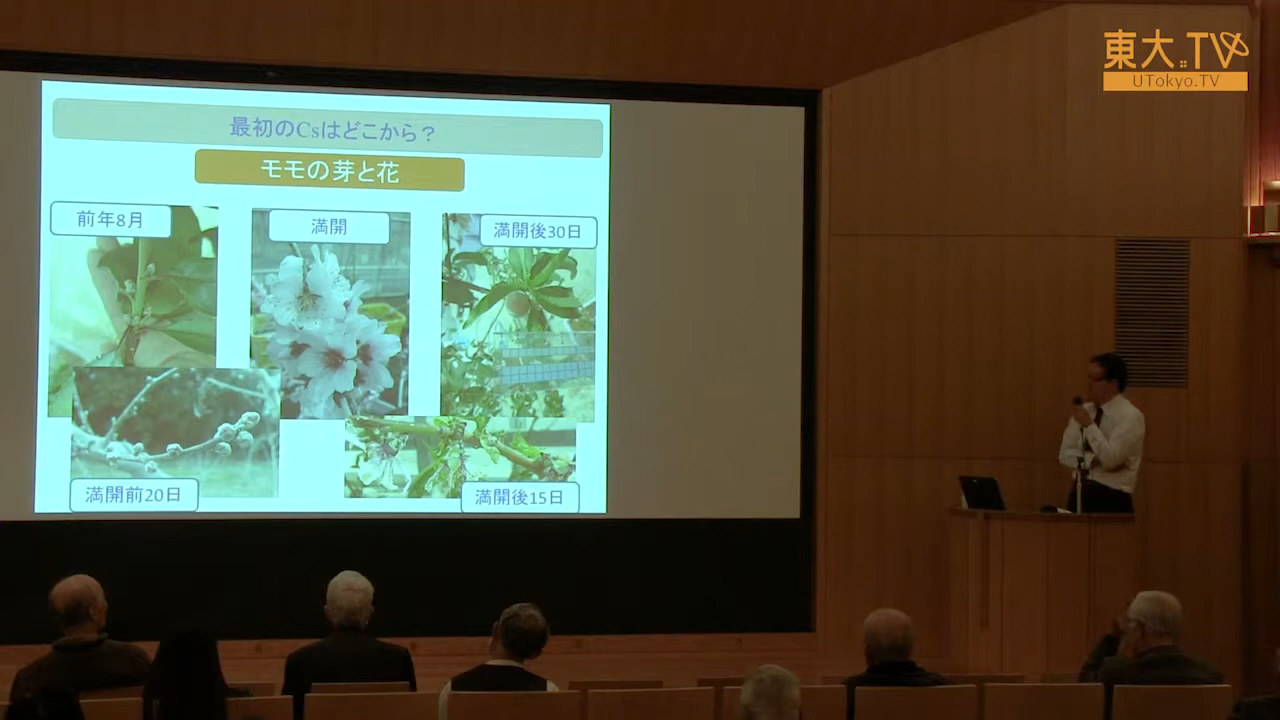 東大.TV
UTokyo.TV
最初のCsはどこから？
モモの芽と花
前年8月
満開
満開後30日
満開前20日
満開後15日